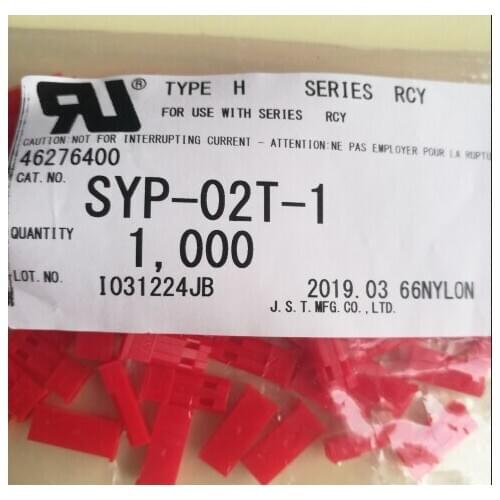 RU ® TYPE H SERIES RCY
FOR USE WITH SERIES RCY
CAUTION:NOT FOR INTERRUPTING CURRENT - ATTENTION:NE PAS EMPLOYER POUR LA RUPTU
46276400
CAT. NO. SYP-02T-1
QUANTITY 1,000
LOT. NO. I031224JB 2019.03 66NYLON
J.S.T.MFG.CO.,LTD.